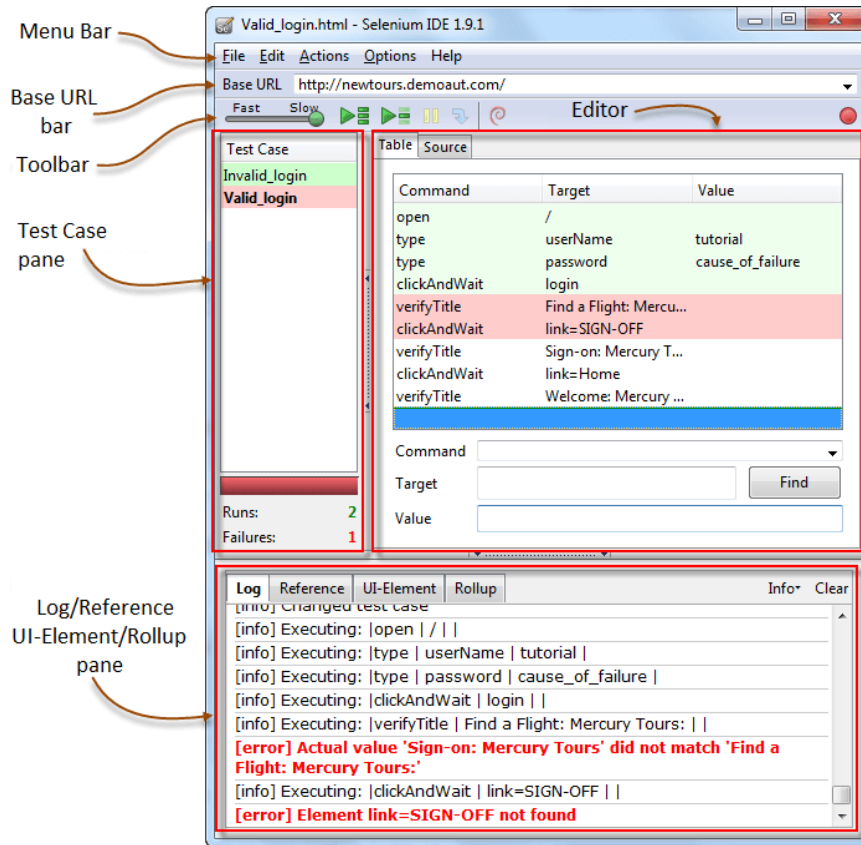 Valid_login.html - Selenium IDE 1.9.1
Menu Bar
File Edit Actions Options Help
Base URL http://newtours.demoaut.com/
Base URL
bar
Fast Slow
Editor
Toolbar
Test Case
Invalid_login
Valid_login
Table Source
Command Target Value
open /
type userName tutorial
type password cause_of_failure
clickAndWait login
verifyTitle Find a Flight: Mercu...
clickAndWait link=SIGN-OFF
verifyTitle Sign-on: Mercury T...
clickAndWait link=Home
verifyTitle Welcome: Mercury ...
Test Case
pane
Command
Target Find
Value
Runs: 2
Failures: 1
Log Reference UI-Element Rollup Info Clear
Log/Reference
UI-Element/Rollup
pane
[info] Changed test case
[info] Executing: |open | / | |
[info] Executing: |type | userName | tutorial |
[info] Executing: |type | password | cause_of_failure |
[info] Executing: |clickAndWait | login | |
[info] Executing: |verifyTitle | Find a Flight: Mercury Tours: | |
[error] Actual value 'Sign-on: Mercury Tours' did not match 'Find a
Flight: Mercury Tours:'
[info] Executing: |clickAndWait | link=SIGN-OFF | |
[error] Element link=SIGN-OFF not found